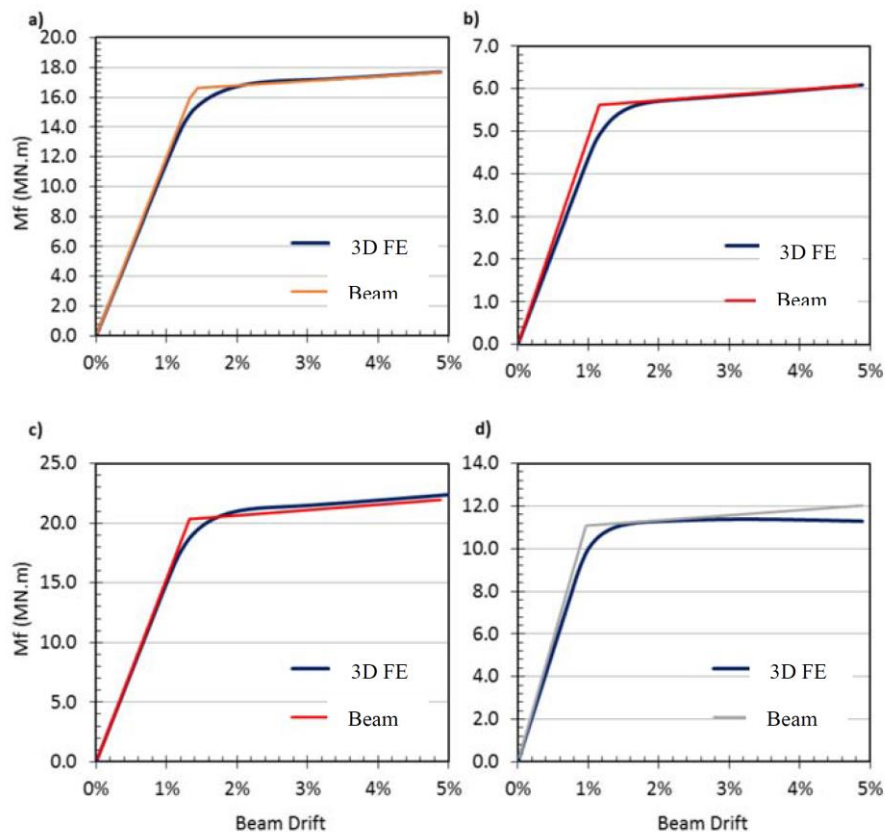 a)
20.0
18.0
16.0
14.0
12.0
10.0
8.0
6.0
4.0
2.0
0.0
Mf (MN.m)
3D FE
Beam
0% 1% 2% 3% 4% 5%
b)
7.0
6.0
5.0
4.0
3.0
2.0
1.0
0.0
3D FE
Beam
0% 1% 2% 3% 4% 5%
c)
25.0
20.0
15.0
10.0
5.0
0.0
Mf (MN.m)
3D FE
Beam
0% 1% 2% 3% 4% 5%
Beam Drift
d)
14.0
12.0
10.0
8.0
6.0
4.0
2.0
0.0
3D FE
Beam
0% 1% 2% 3% 4% 5%
Beam Drift